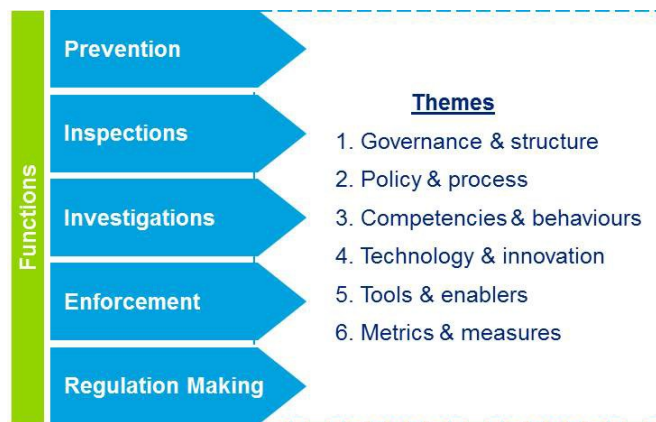 Functions
Prevention
Inspections
Investigations
Enforcement
Regulation Making
Themes
1. Governance & structure
2. Policy & process
3. Competencies & behaviours
4. Technology & innovation
5. Tools & enablers
6. Metrics & measures